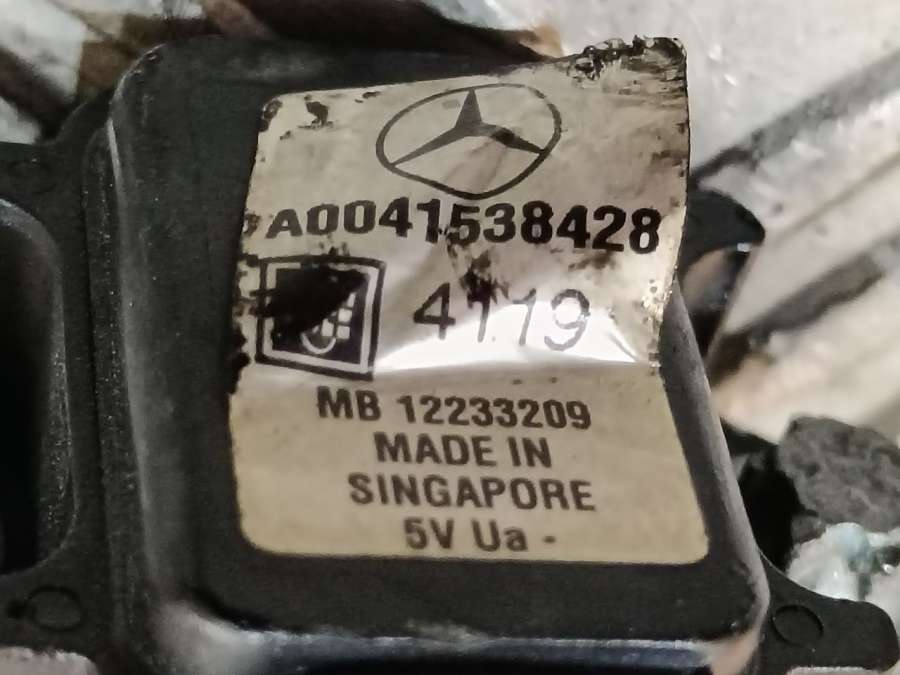 A0041538428
4119
MB 12233209
MADE IN
SINGAPORE
5V Ua -